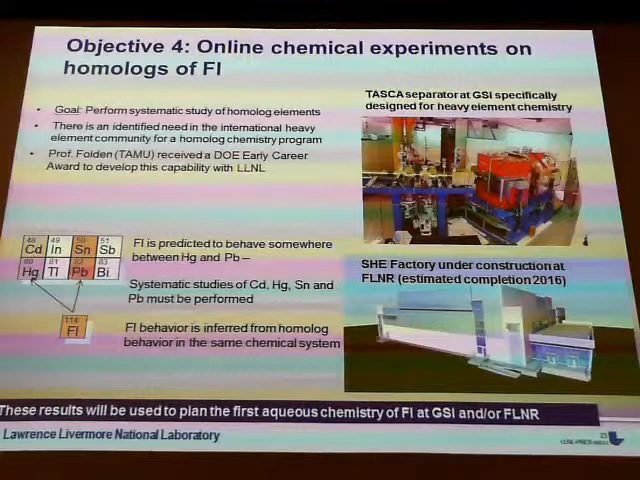 Objective 4: Online chemical experiments on
homologs of Fl
• Goal: Perform systematic study of homolog elements
• There is an identified need in the international heavy
element community for a homolog chemistry program
• Prof. Folden (TAMU) received a DOE Early Career
Award to develop this capability with LLNL
TASCA separator at GSI specifically
designed for heavy element chemistry
48 49 50 51
Cd In Sn Sb
80 81 82 83
Hg Tl Pb Bi
114
Fl
Fl is predicted to behave somewhere
between Hg and Pb –
Systematic studies of Cd, Hg, Sn and
Pb must be performed
Fl behavior is inferred from homolog
behavior in the same chemical system
SHE Factory under construction at
FLNR (estimated completion 2016)
These results will be used to plan the first aqueous chemistry of Fl at GSI and/or FLNR
Lawrence Livermore National Laboratory
23